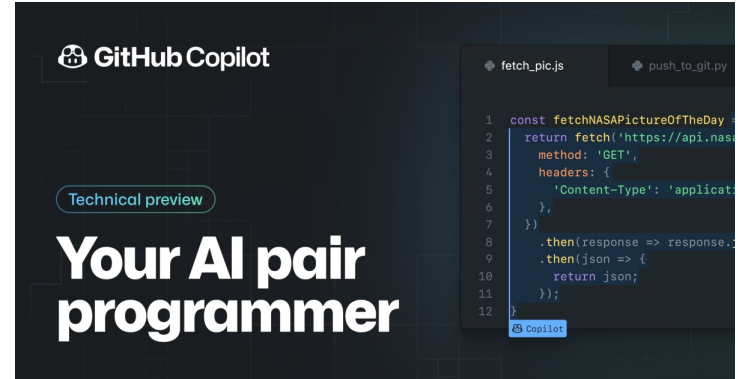 GitHub Copilot
Technical preview
Your AI pair
programmer
fetch_pic.js
push_to_git.py
1 const fetchNASAPictureOfTheDay =
2 return fetch('https://api.nasa
3 method: 'GET',
4 headers: {
5 'Content-Type': 'applicati
6 },
7 })
8 .then(response => response.j
9 .then(json => {
10 return json;
11 });
12 }
Copilot